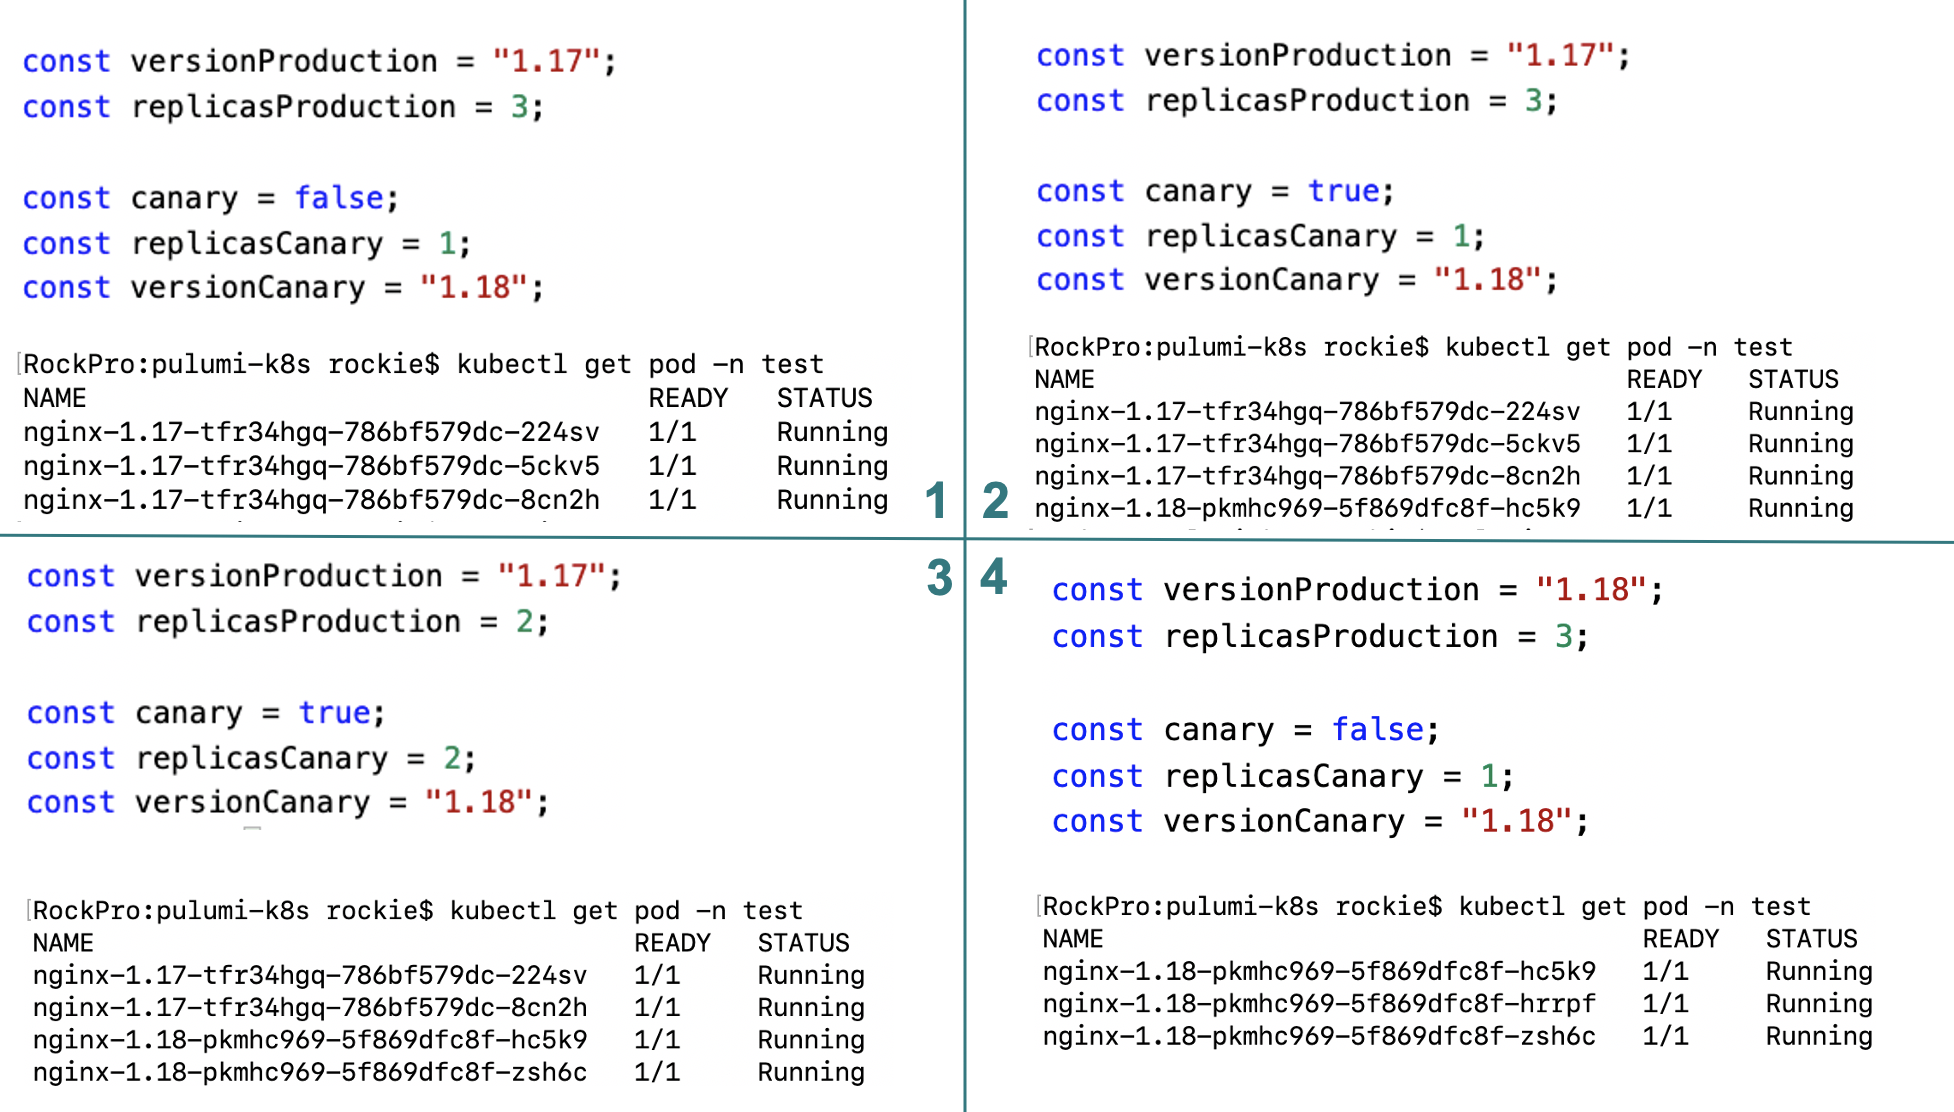 const versionProduction = "1.17";
const replicasProduction = 3;
const canary = false;
const replicasCanary = 1;
const versionCanary = "1.18";
[RockPro:pulumi-k8s rockie$ kubectl get pod -n test
NAME READY STATUS
nginx-1.17-tfr34hgq-786bf579dc-224sv 1/1 Running
nginx-1.17-tfr34hgq-786bf579dc-5ckv5 1/1 Running
nginx-1.17-tfr34hgq-786bf579dc-8cn2h 1/1 Running
1
const versionProduction = "1.17";
const replicasProduction = 3;
const canary = true;
const replicasCanary = 1;
const versionCanary = "1.18";
[RockPro:pulumi-k8s rockie$ kubectl get pod -n test
NAME READY STATUS
nginx-1.17-tfr34hgq-786bf579dc-224sv 1/1 Running
nginx-1.17-tfr34hgq-786bf579dc-5ckv5 1/1 Running
nginx-1.17-tfr34hgq-786bf579dc-8cn2h 1/1 Running
nginx-1.18-pkmhc969-5f869dfc8f-hc5k9 1/1 Running
2
3
const versionProduction = "1.17";
const replicasProduction = 2;
const canary = true;
const replicasCanary = 2;
const versionCanary = "1.18";
[RockPro:pulumi-k8s rockie$ kubectl get pod -n test
NAME READY STATUS
nginx-1.17-tfr34hgq-786bf579dc-224sv 1/1 Running
nginx-1.17-tfr34hgq-786bf579dc-8cn2h 1/1 Running
nginx-1.18-pkmhc969-5f869dfc8f-hc5k9 1/1 Running
nginx-1.18-pkmhc969-5f869dfc8f-zsh6c 1/1 Running
4
const versionProduction = "1.18";
const replicasProduction = 3;
const canary = false;
const replicasCanary = 1;
const versionCanary = "1.18";
[RockPro:pulumi-k8s rockie$ kubectl get pod -n test
NAME READY STATUS
nginx-1.18-pkmhc969-5f869dfc8f-hc5k9 1/1 Running
nginx-1.18-pkmhc969-5f869dfc8f-hrrpf 1/1 Running
nginx-1.18-pkmhc969-5f869dfc8f-zsh6c 1/1 Running